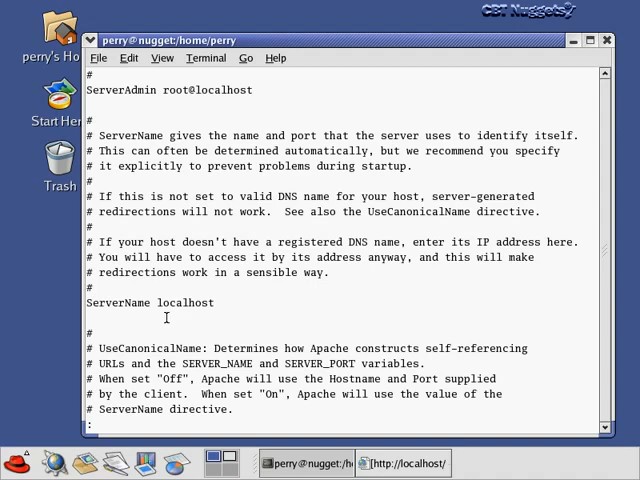 CBT Nuggets
perry's Ho
Start Her
Trash
perry@nugget:/home/perry
File Edit View Terminal Go Help
#
ServerAdmin root@localhost
#
# ServerName gives the name and port that the server uses to identify itself.
# This can often be determined automatically, but we recommend you specify
# it explicitly to prevent problems during startup.
#
# If this is not set to valid DNS name for your host, server-generated
# redirections will not work.  See also the UseCanonicalName directive.
#
# If your host doesn't have a registered DNS name, enter its IP address here.
# You will have to access it by its address anyway, and this will make
# redirections work in a sensible way.
#
ServerName localhost
#
# UseCanonicalName: Determines how Apache constructs self-referencing
# URLs and the SERVER_NAME and SERVER_PORT variables.
# When set "Off", Apache will use the Hostname and Port supplied
# by the client.  When set "On", Apache will use the value of the
# ServerName directive.
:
perry@nugget:/h
[http://localhost/